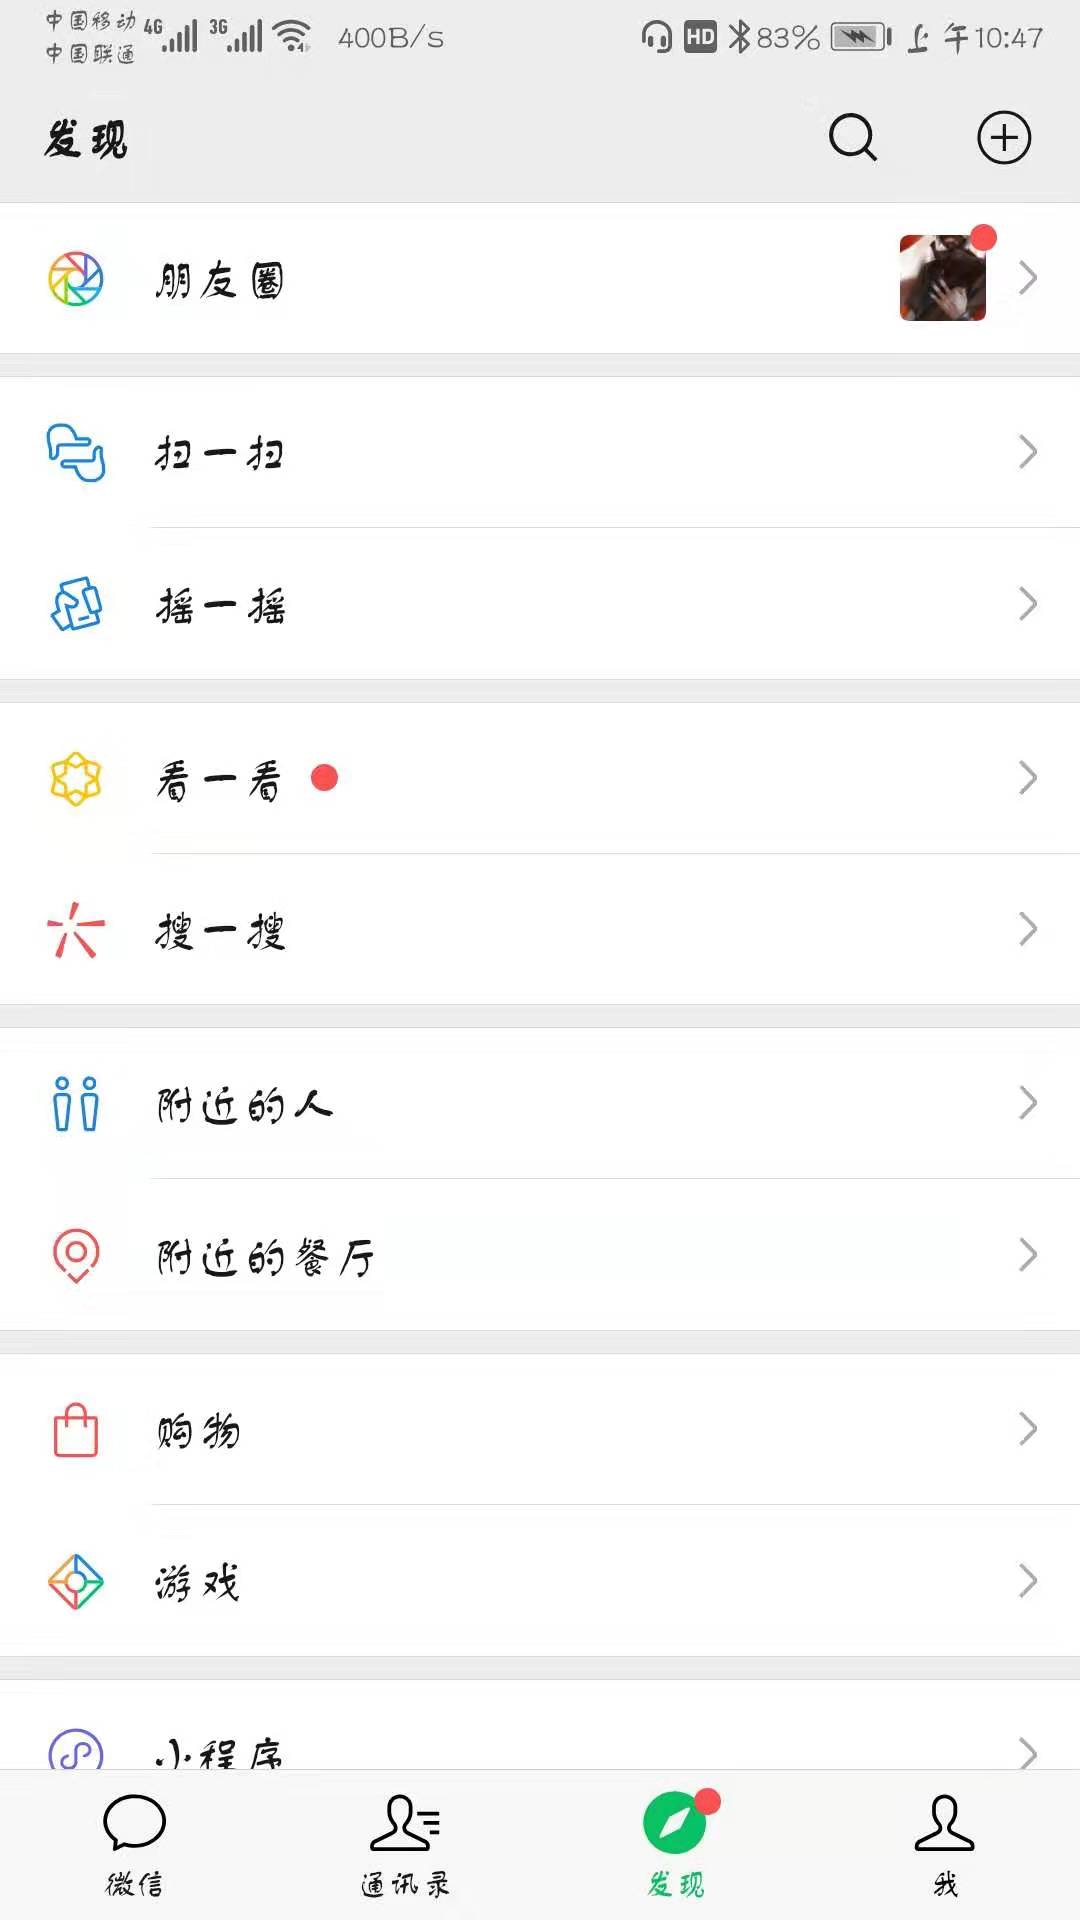 中国移动 4G 3G 400B/s HD 83% 上午10:47
中国联通
发现
朋友圈
扫一扫
摇一摇
看一看
搜一搜
附近的人
附近的餐厅
购物
游戏
小程序
微信 通讯录 发现 我